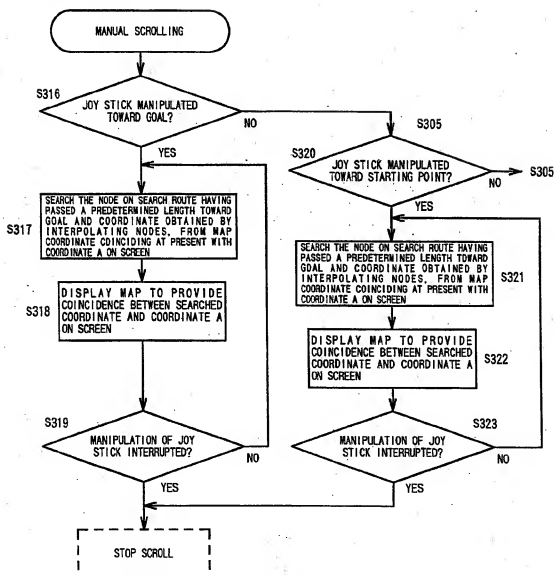 MANUAL SCROLLING
S316
JOY STICK MANIPULATED
TOWARD GOAL?
NO
YES
S305
S320
JOY STICK MANIPULATED
TOWARD STARTING POINT?
NO
S305
YES
S317
SEARCH THE NODE ON SEARCH ROUTE HAVING
PASSED A PREDETERMINED LENGTH TOWARD
GOAL AND COORDINATE OBTAINED BY
INTERPOLATING NODES, FROM MAP
COORDINATE COINCIDING AT PRESENT WITH
COORDINATE A ON SCREEN
S321
SEARCH THE NODE ON SEARCH ROUTE HAVING
PASSED A PREDETERMINED LENGTH TOWARD
GOAL AND COORDINATE OBTAINED BY
INTERPOLATING NODES, FROM MAP
COORDINATE COINCIDING AT PRESENT WITH
COORDINATE A ON SCREEN
S318
DISPLAY MAP TO PROVIDE
COINCIDENCE BETWEEN SEARCHED
COORDINATE AND COORDINATE A
ON SCREEN
S322
DISPLAY MAP TO PROVIDE
COINCIDENCE BETWEEN SEARCHED
COORDINATE AND COORDINATE A
ON SCREEN
S319
MANIPULATION OF JOY
STICK INTERRUPTED?
NO
YES
S323
MANIPULATION OF JOY
STICK INTERRUPTED?
NO
YES
STOP SCROLL